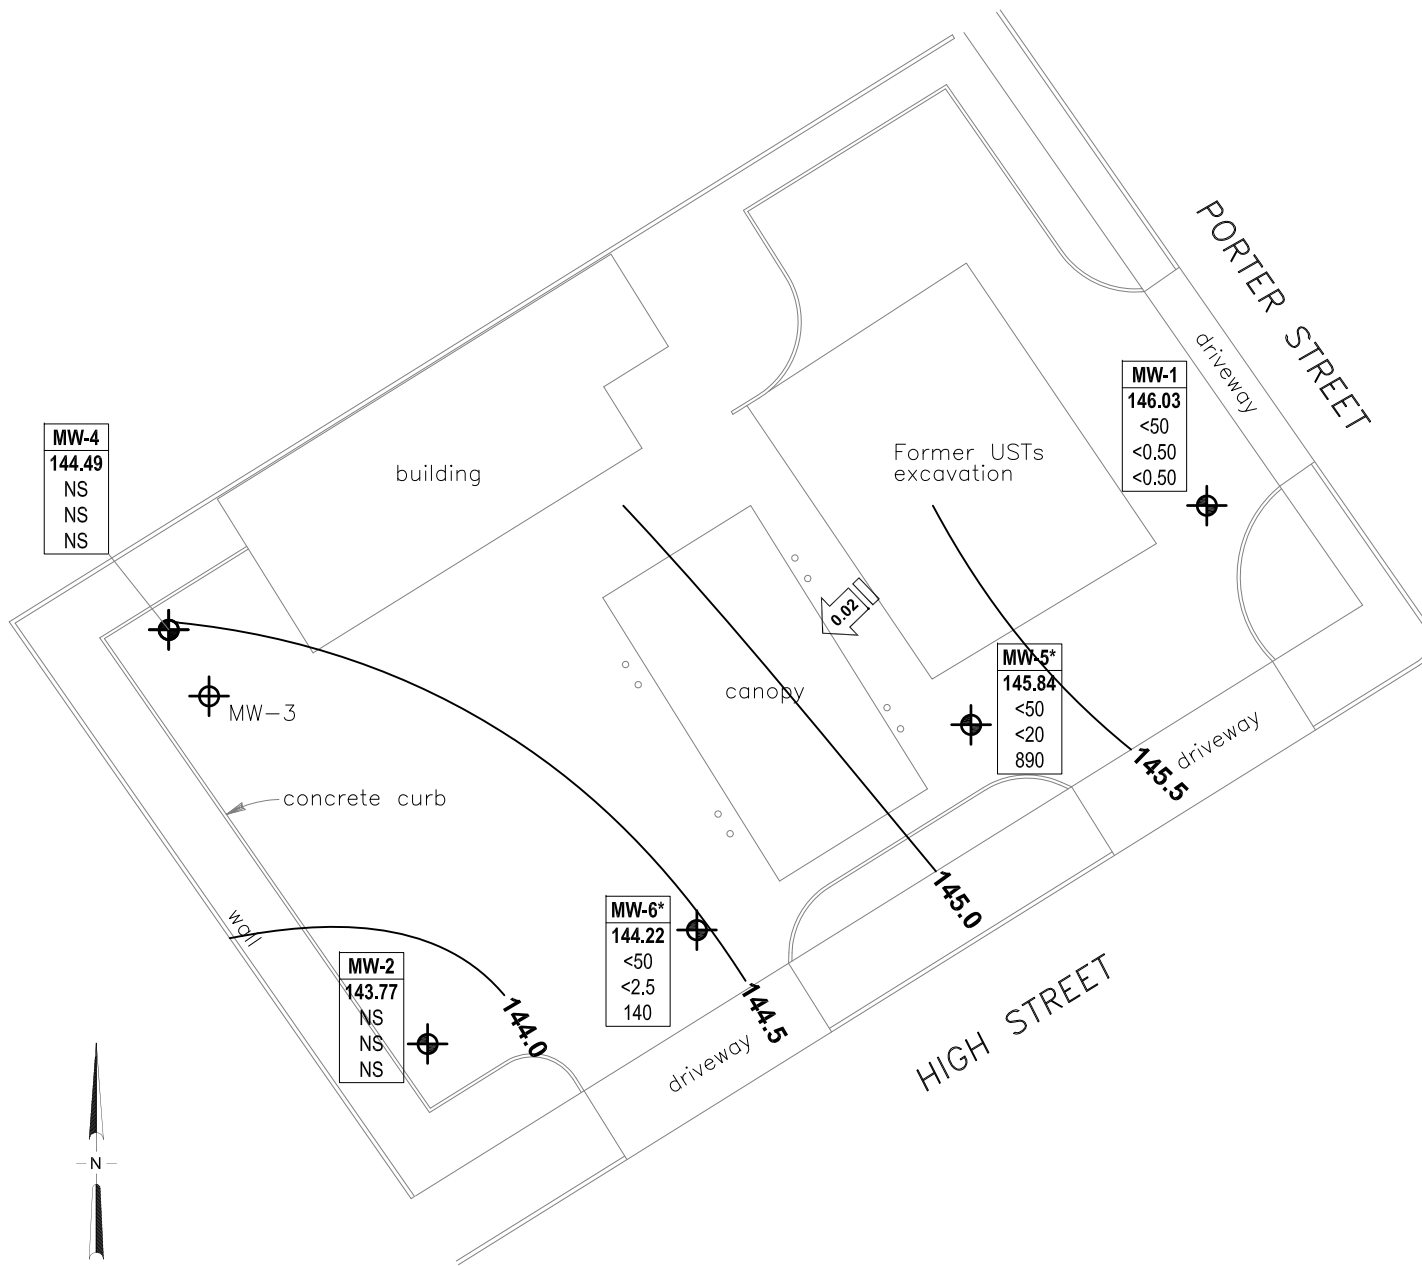 PORTER STREET
driveway
MW-1
146.03
<50
<0.50
<0.50
MW-4
144.49
NS
NS
NS
building
Former USTs
excavation
0.02
MW-5*
145.84
<50
<20
890
canopy
MW-3
concrete curb
driveway
145.5
145.0
wall
MW-6*
144.22
<50
<2.5
140
MW-2
143.77
NS
NS
NS
144.0
144.5
driveway
HIGH STREET
N